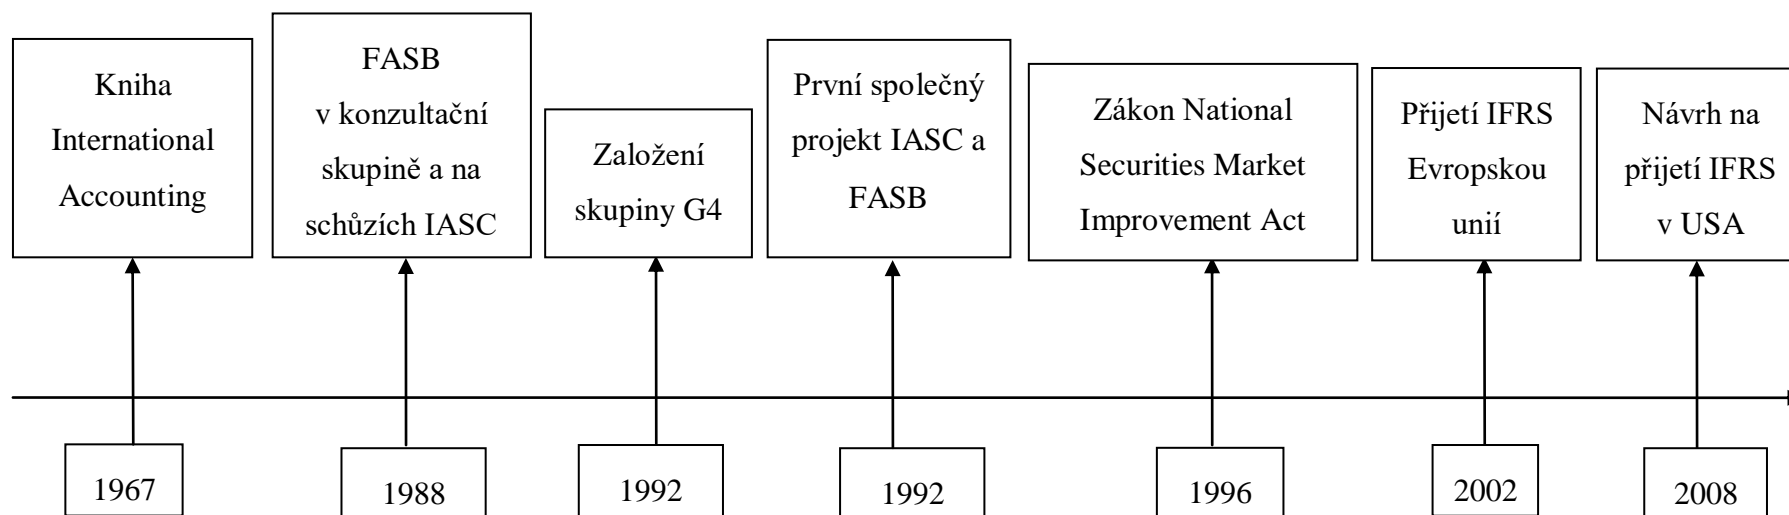 Kniha
International
Accounting
FASB
v konzultační
skupině a na
schůzích IASC
Založení
skupiny G4
První společný
projekt IASC a
FASB
Zákon National
Securities Market
Improvement Act
Přijetí IFRS
Evropskou
unií
Návrh na
přijetí IFRS
v USA
1967
1988
1992
1992
1996
2002
2008